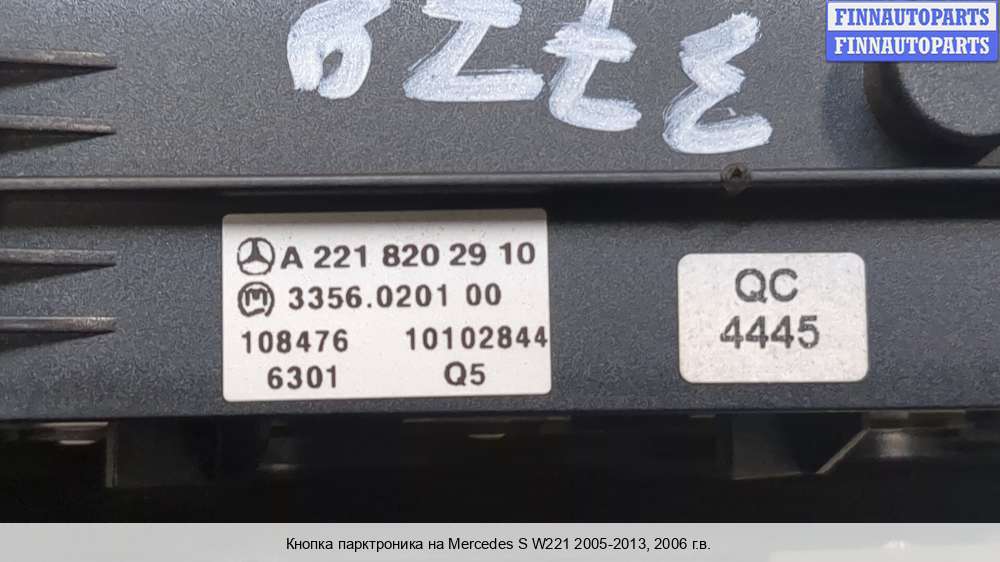 FINNAUTOPARTS
FINNAUTOPARTS
A 221 820 29 10
3356.0201 00
108476 10102844
6301 Q5
QC
4445
Кнопка парктроника на Mercedes S W221 2005-2013, 2006 г.в.